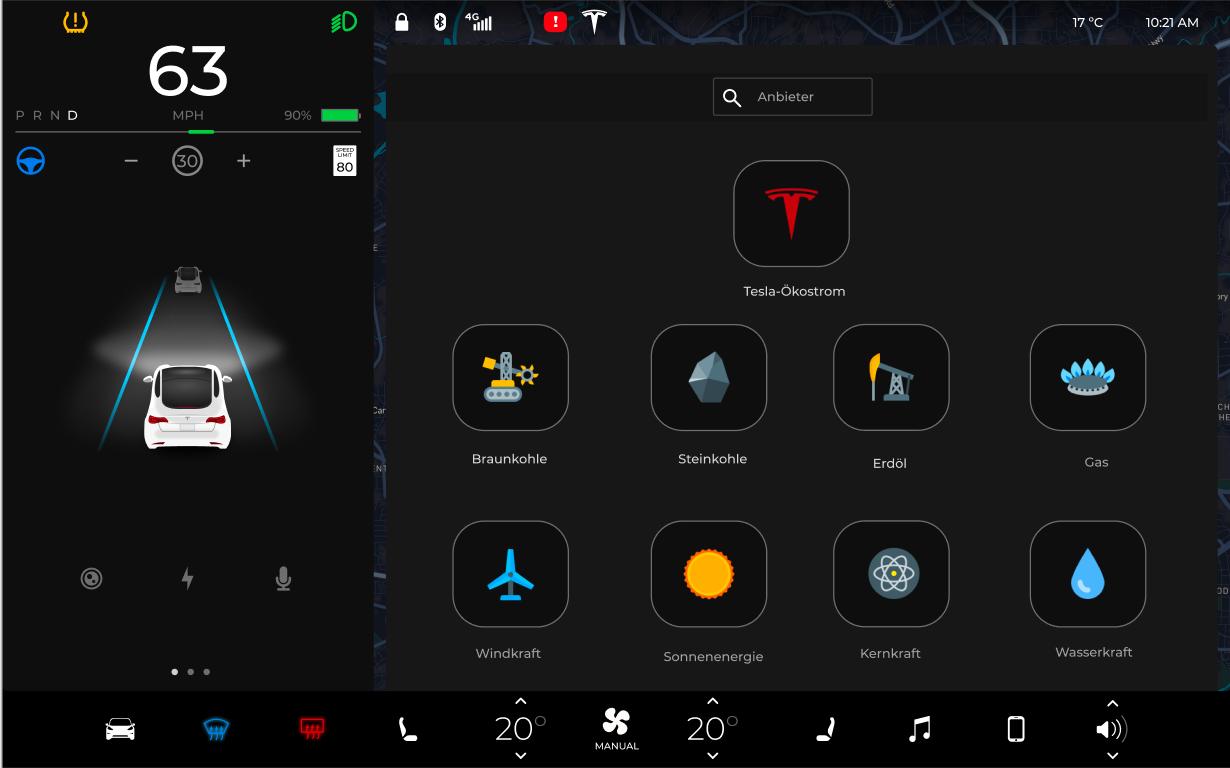 4G
17 °C
10:21 AM
Hwy
63
P R N D
MPH
90%
30
SPEED
LIMIT
80
Anbieter
Tesla-Ökostrom
Braunkohle
Steinkohle
Erdöl
Gas
Windkraft
Sonnenenergie
Kernkraft
Wasserkraft
20°
MANUAL
20°